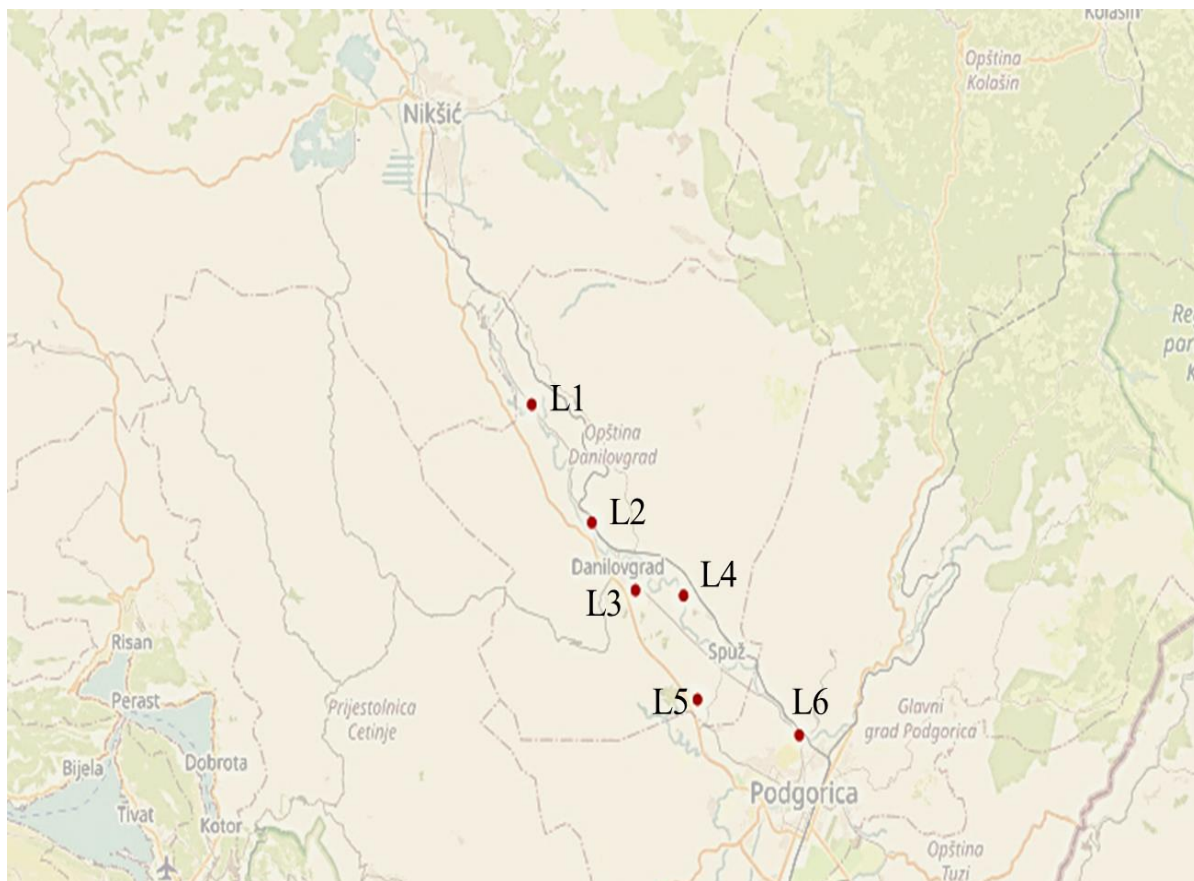 Kolašin
Opština
Kolašin
Nikšić
L1
Opština
Danilovgrad
L2
Danilovgrad
L4
L3
Risan
Spuž
Perast
L5
L6
Prijestolnica
Cetinje
Glavni
grad Podgorica
Bijela
Dobrota
Podgorica
Tivat
Kotor
Opština
Tuzi